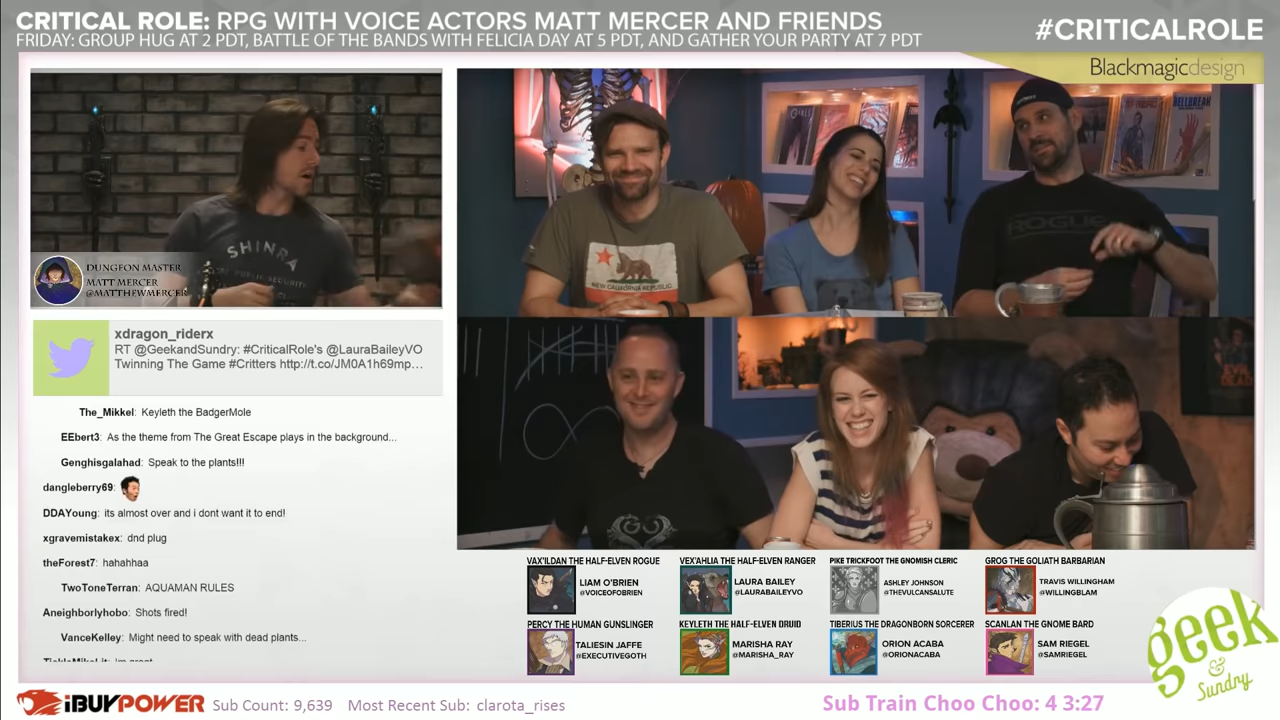 CRITICAL ROLE: RPG WITH VOICE ACTORS MATT MERCER AND FRIENDS
FRIDAY: GROUP HUG AT 2 PDT, BATTLE OF THE BANDS WITH FELICIA DAY AT 5 PDT, AND GATHER YOUR PARTY AT 7 PDT
#CRITICALROLE
Blackmagicdesign
SHINRA
PUBLIC SECURITY
DUNGEON MASTER
MATT MERCER
@MATTHEWMERCER
GIRLS
HELLBREAK
ROGUE
NEW CALIFORNIA REPUBLIC
EVIL
xdragon_riderx
RT @GeekandSundry: #CriticalRole's @LauraBaileyVO
Twinning The Game #Critters http://t.co/JM0A1h69mp…
The_Mikkel: Keyleth the BadgerMole
EEbert3: As the theme from The Great Escape plays in the background...
Genghisgalahad: Speak to the plants!!!
dangleberry69:
DDAYoung: its almost over and i dont want it to end!
xgravemistakex: dnd plug
theForest7: hahahhaa
TwoToneTerran: AQUAMAN RULES
Aneighborlyhobo: Shots fired!
VanceKelley: Might need to speak with dead plants...
VAX'ILDAN THE HALF-ELVEN ROGUE
LIAM O'BRIEN
@VOICEOFOBRIEN
VEX'AHLIA THE HALF-ELVEN RANGER
LAURA BAILEY
@LAURABAILEYVO
PIKE TRICKFOOT THE GNOMISH CLERIC
ASHLEY JOHNSON
@THEVULCANSALUTE
GROG THE GOLIATH BARBARIAN
TRAVIS WILLINGHAM
@WILLINGBLAM
PERCY THE HUMAN GUNSLINGER
TALIESIN JAFFE
@EXECUTIVEGOTH
KEYLETH THE HALF-ELVEN DRUID
MARISHA RAY
@MARISHA_RAY
TIBERIUS THE DRAGONBORN SORCERER
ORION ACABA
@ORIONACABA
SCANLAN THE GNOME BARD
SAM RIEGEL
@SAMRIEGEL
geek
&
Sundry
iBUYPOWER
Sub Count: 9,639 Most Recent Sub: clarota_rises
Sub Train Choo Choo: 4 3:27